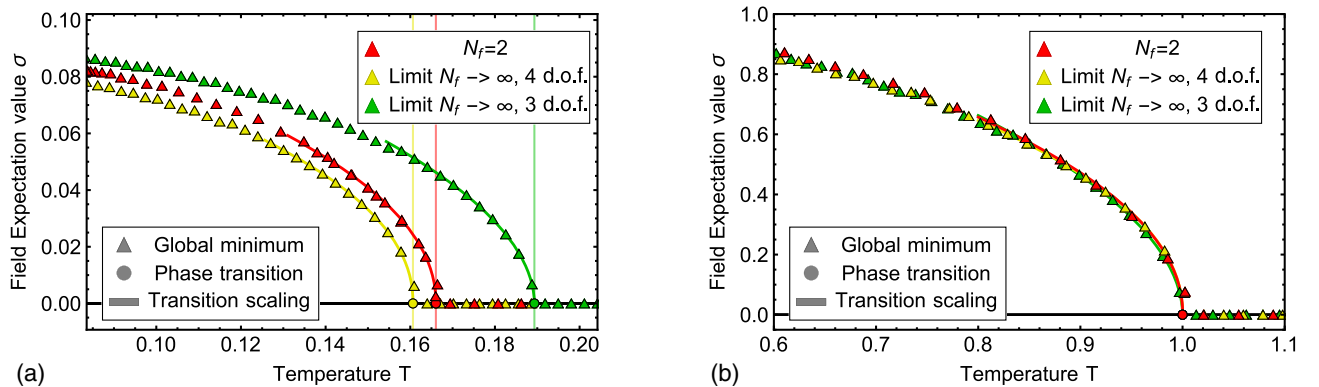 0.10
0.08
0.06
0.04
0.02
0.00
Field Expectation value σ
N_f=2
Limit N_f −> ∞, 4 d.o.f.
Limit N_f −> ∞, 3 d.o.f.
Global minimum
Phase transition
Transition scaling
0.10 0.12 0.14 0.16 0.18 0.20
Temperature T
(a)
1.0
0.8
0.6
0.4
0.2
0.0
Field Expectation value σ
N_f=2
Limit N_f −> ∞, 4 d.o.f.
Limit N_f −> ∞, 3 d.o.f.
Global minimum
Phase transition
Transition scaling
0.6 0.7 0.8 0.9 1.0 1.1
Temperature T
(b)